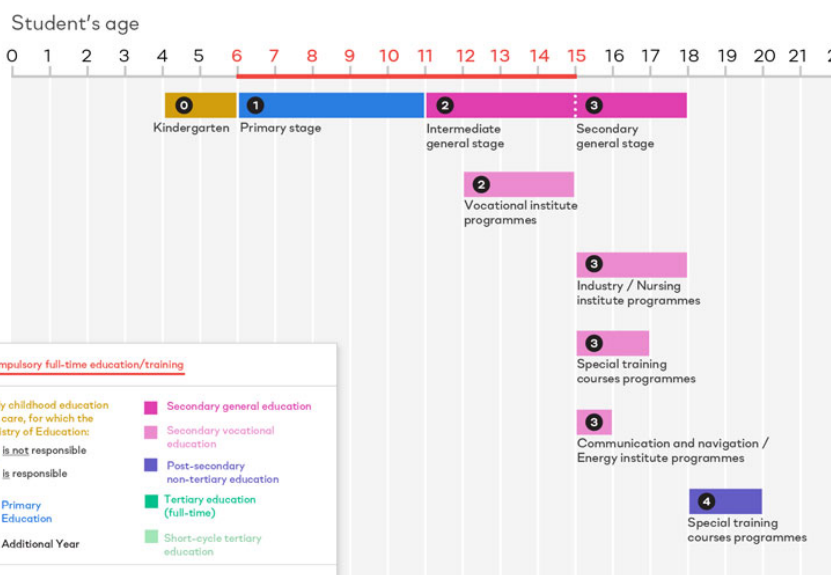 Student's age
0 1 2 3 4 5 6 7 8 9 10 11 12 13 14 15 16 17 18 19 20 21
0 1 2 3
Kindergarten Primary stage Intermediate general stage Secondary general stage
2
Vocational institute
programmes
3
Industry / Nursing
institute programmes
3
Special training
courses programmes
3
Communication and navigation /
Energy institute programmes
4
Special training
courses programmes
full-time education/training
childhood education
care, for which the
of Education:
is not responsible
is responsible
Primary
Education
Additional Year
Secondary general education
Secondary vocational
education
Post-secondary
non-tertiary education
Tertiary education
(full-time)
Short-cycle tertiary
education